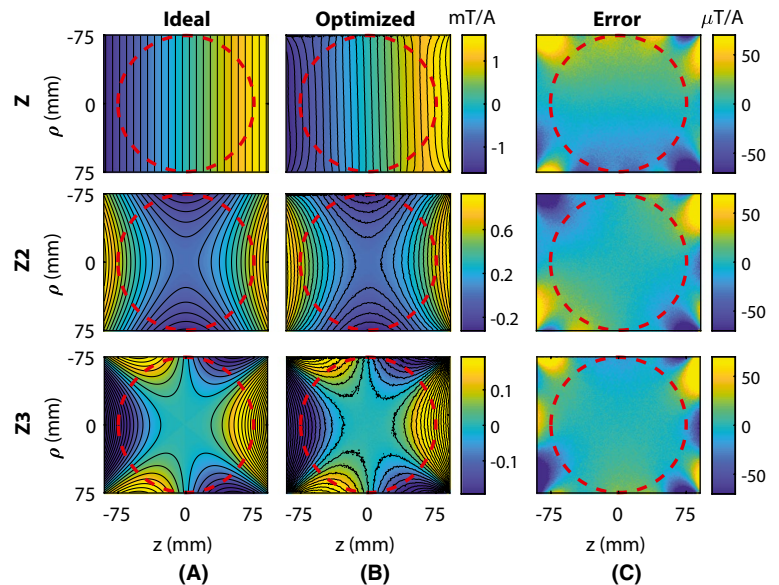 Ideal Optimized mT/A Error μT/A
Z
ρ (mm)
-75
0
75
1
0
-1
50
0
-50
Z2
ρ (mm)
-75
0
75
0.6
0.2
-0.2
50
0
-50
Z3
ρ (mm)
-75
0
75
0.1
0
-0.1
50
0
-50
-75 0 75 -75 0 75 -75 0 75
z (mm) z (mm) z (mm)
(A) (B) (C)